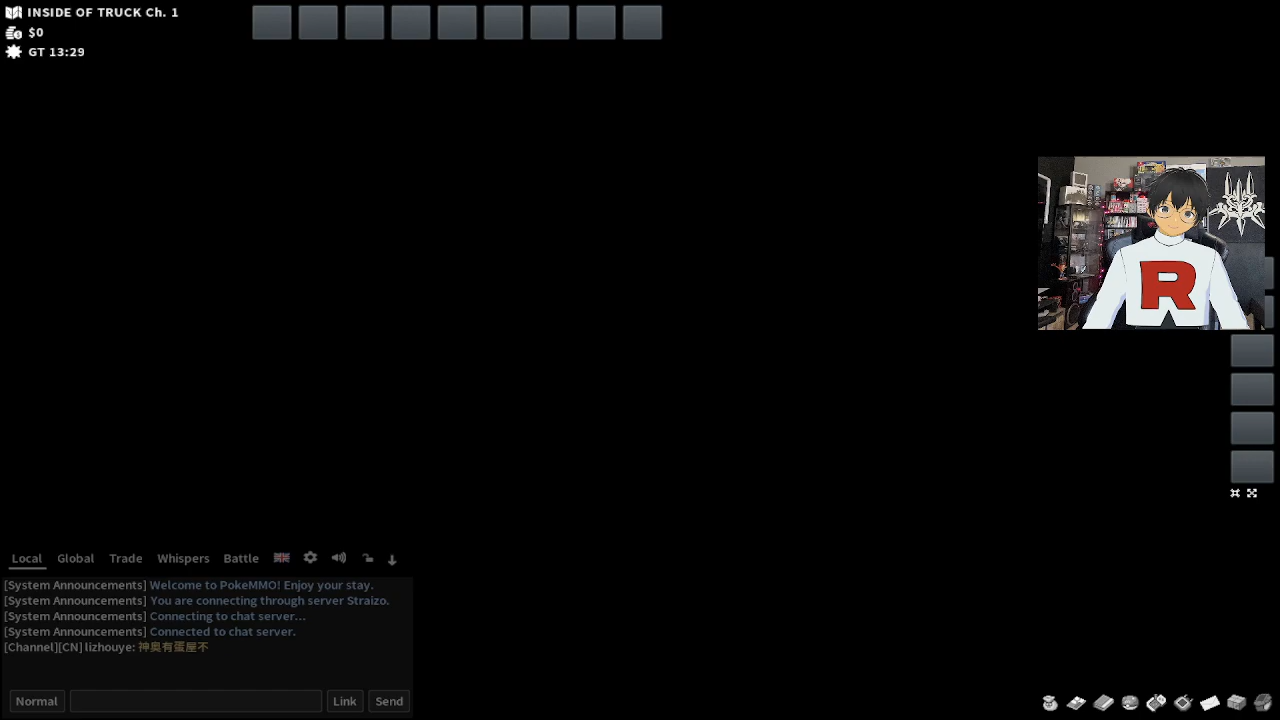 INSIDE OF TRUCK Ch. 1
$0
GT 13:29
R
Local Global Trade Whispers Battle
[System Announcements] Welcome to PokeMMO! Enjoy your stay.
[System Announcements] You are connecting through server Straizo.
[System Announcements] Connecting to chat server...
[System Announcements] Connected to chat server.
[Channel][CN] lizhouye: 神奥有蛋屋不
Normal Link Send